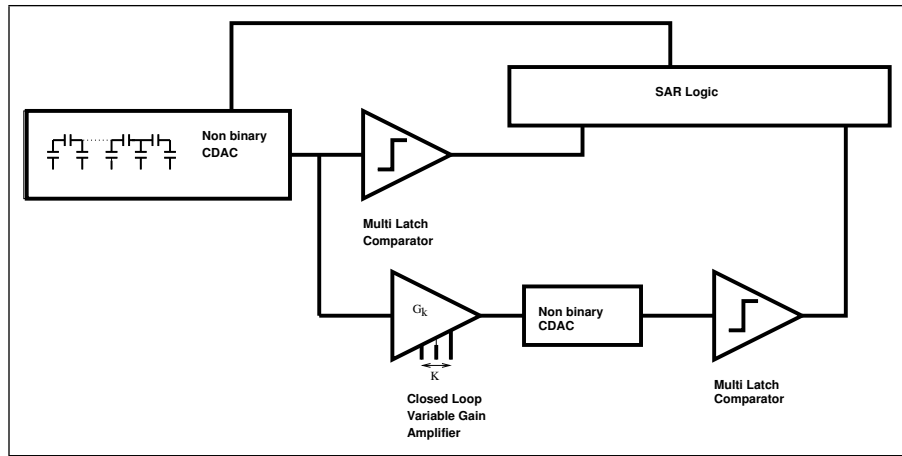 SAR Logic
Non binary
CDAC
Multi Latch
Comparator
Gk
K
Closed Loop
Variable Gain
Amplifier
Non binary
CDAC
Multi Latch
Comparator